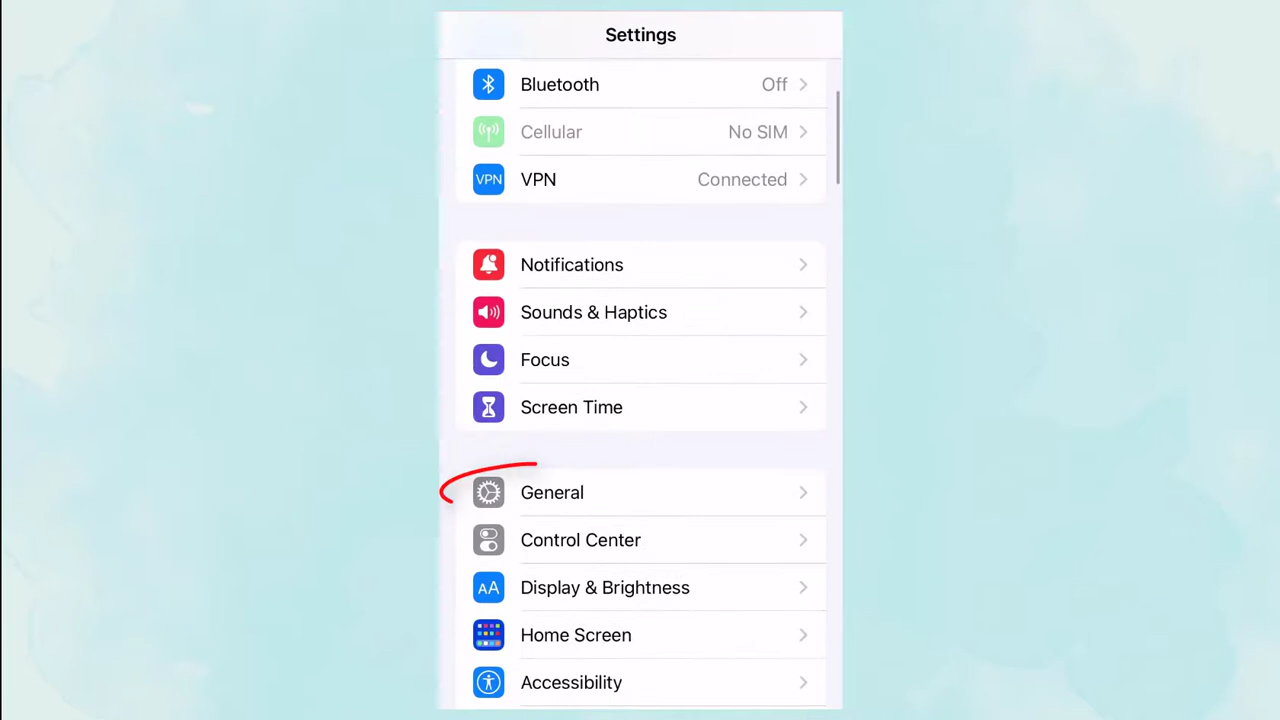 Settings
Bluetooth Off
Cellular No SIM
VPN VPN Connected
Notifications
Sounds & Haptics
Focus
Screen Time
General
Control Center
AA Display & Brightness
Home Screen
Accessibility